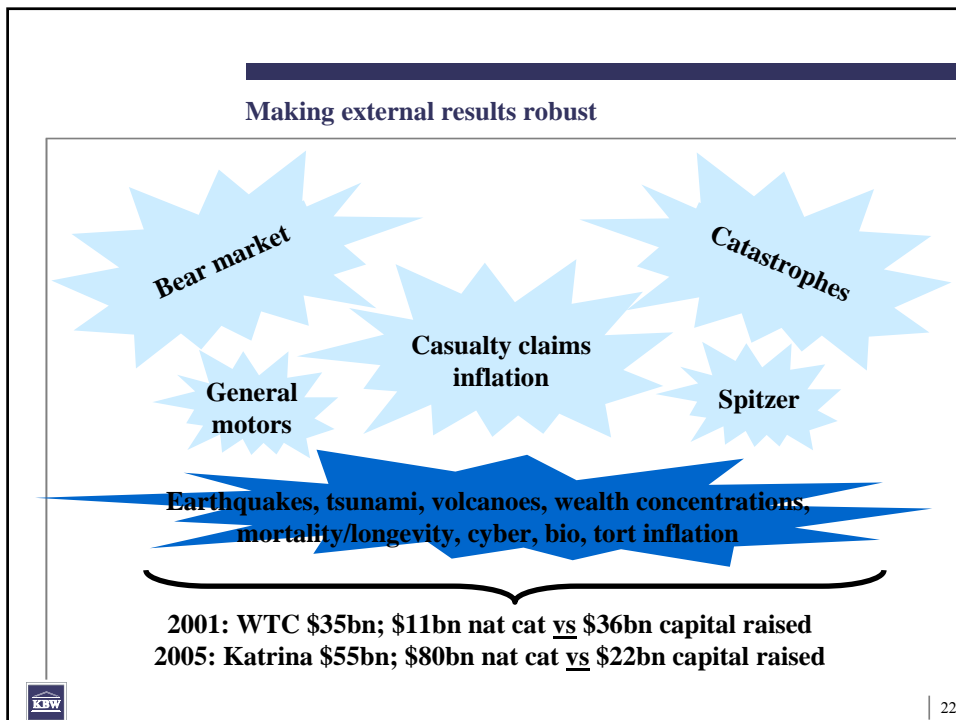 Making external results robust
Bear market
Catastrophes
Casualty claims
inflation
General
motors
Spitzer
Earthquakes, tsunami, volcanoes, wealth concentrations,
mortality/longevity, cyber, bio, tort inflation
2001: WTC $35bn; $11bn nat cat vs $36bn capital raised
2005: Katrina $55bn; $80bn nat cat vs $22bn capital raised
KBW
22